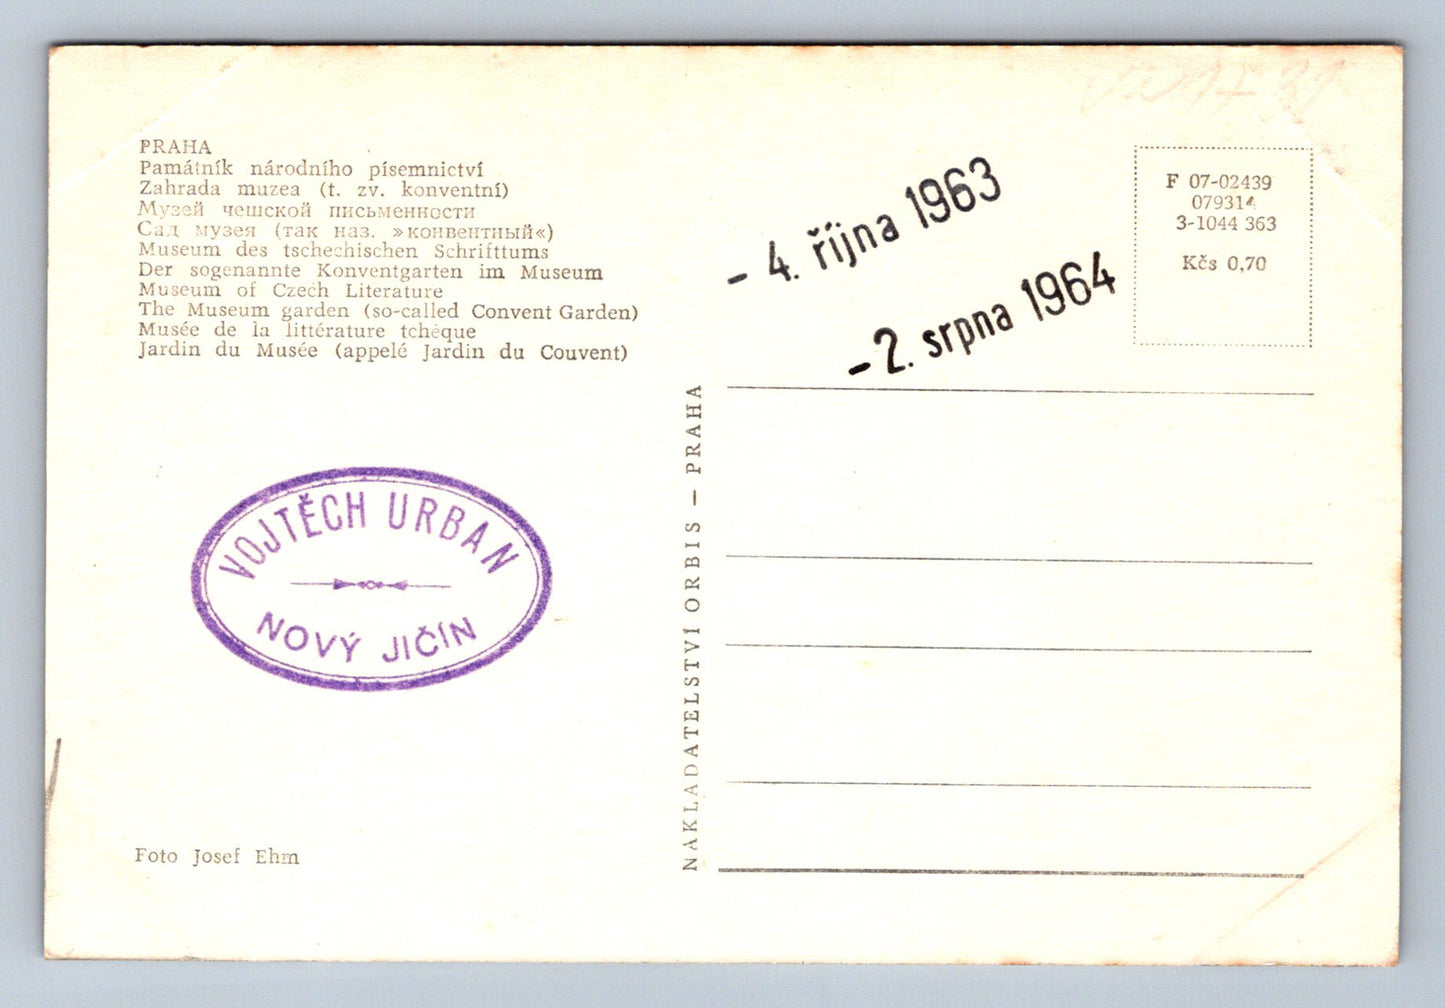 PRAHA
Památník národního písemnictví
Zahrada muzea (t. zv. konventní)
Музей чешской письменности
Сад музея (так наз. »конвентный«)
Museum des tschechischen Schrifttums
Der sogenannte Konventgarten im Museum
Museum of Czech Literature
The Museum garden (so-called Convent Garden)
Musée de la littérature tchèque
Jardin du Musée (appelé Jardin du Couvent)
- 4. října 1963
- 2. srpna 1964
F 07-02439
079314
3-1044 363
Kčs 0,70
VOJTĚCH URBAN
NOVÝ JIČÍN
NAKLADATELSTVÍ ORBIS — PRAHA
Foto Josef Ehm